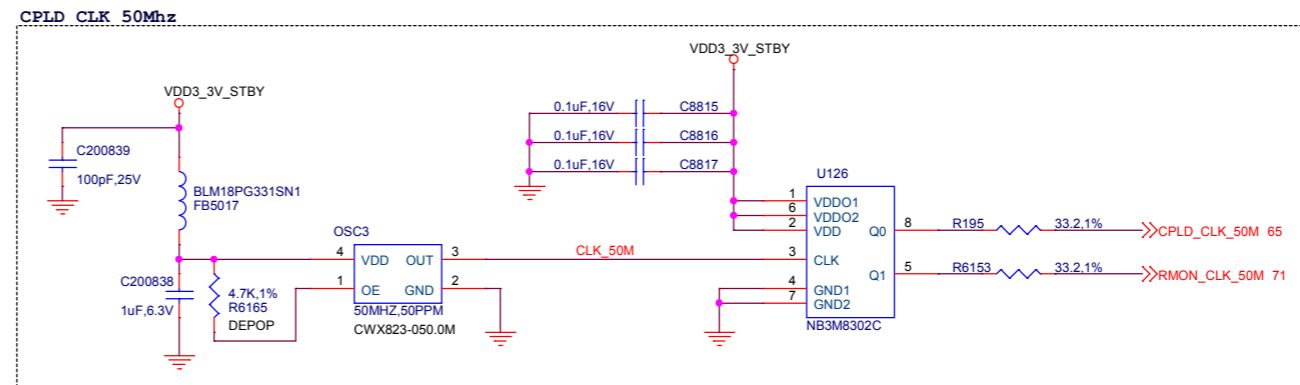 CPLD CLK 50Mhz
VDD3_3V_STBY
C200839
100pF,25V
BLM18PG331SN1
FB5017
C200838
1uF,6.3V
4.7K,1%
R6165
DEPOP
OSC3
4 VDD OUT 3
1 OE GND 2
50MHZ,50PPM
CWX823-050.0M
CLK_50M
VDD3_3V_STBY
0.1uF,16V C8815
0.1uF,16V C8816
0.1uF,16V C8817
U126
1 VDDO1
6 VDDO2
2 VDD Q0 8
3 CLK
Q1 5
4 GND1
7 GND2
NB3M8302C
R195 33.2,1% CPLD_CLK_50M 65
R6153 33.2,1% RMON_CLK_50M 71